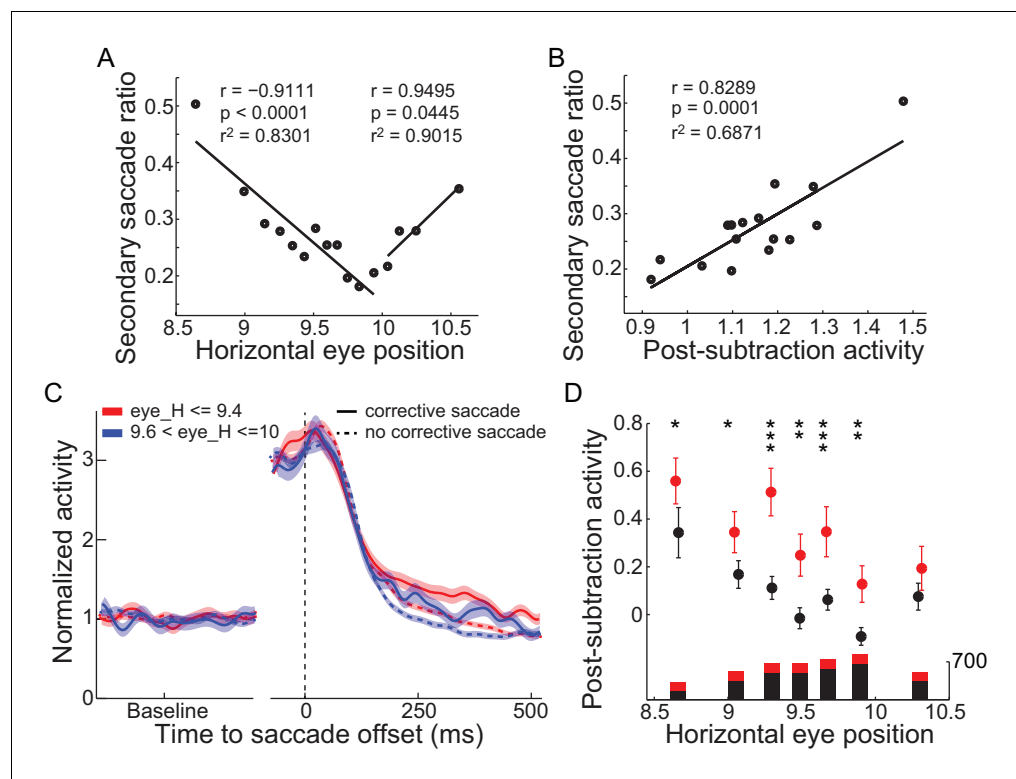 A
r = −0.9111
p < 0.0001
r² = 0.8301
r = 0.9495
p = 0.0445
r² = 0.9015
Secondary saccade ratio
0.5
0.4
0.3
0.2
8.5 9 9.5 10 10.5
Horizontal eye position
B
r = 0.8289
p = 0.0001
r² = 0.6871
Secondary saccade ratio
0.5
0.4
0.3
0.2
0.9 1 1.1 1.2 1.3 1.4 1.5
Post-subtraction activity
C
eye_H <= 9.4
9.6 < eye_H <=10
corrective saccade
no corrective saccade
Normalized activity
3
2
1
0
Baseline
0 250 500
Time to saccade offset (ms)
D
* * *** ** *** **
Post-subtraction activity
0.8
0.6
0.4
0.2
0
700
8.5 9 9.5 10 10.5
Horizontal eye position